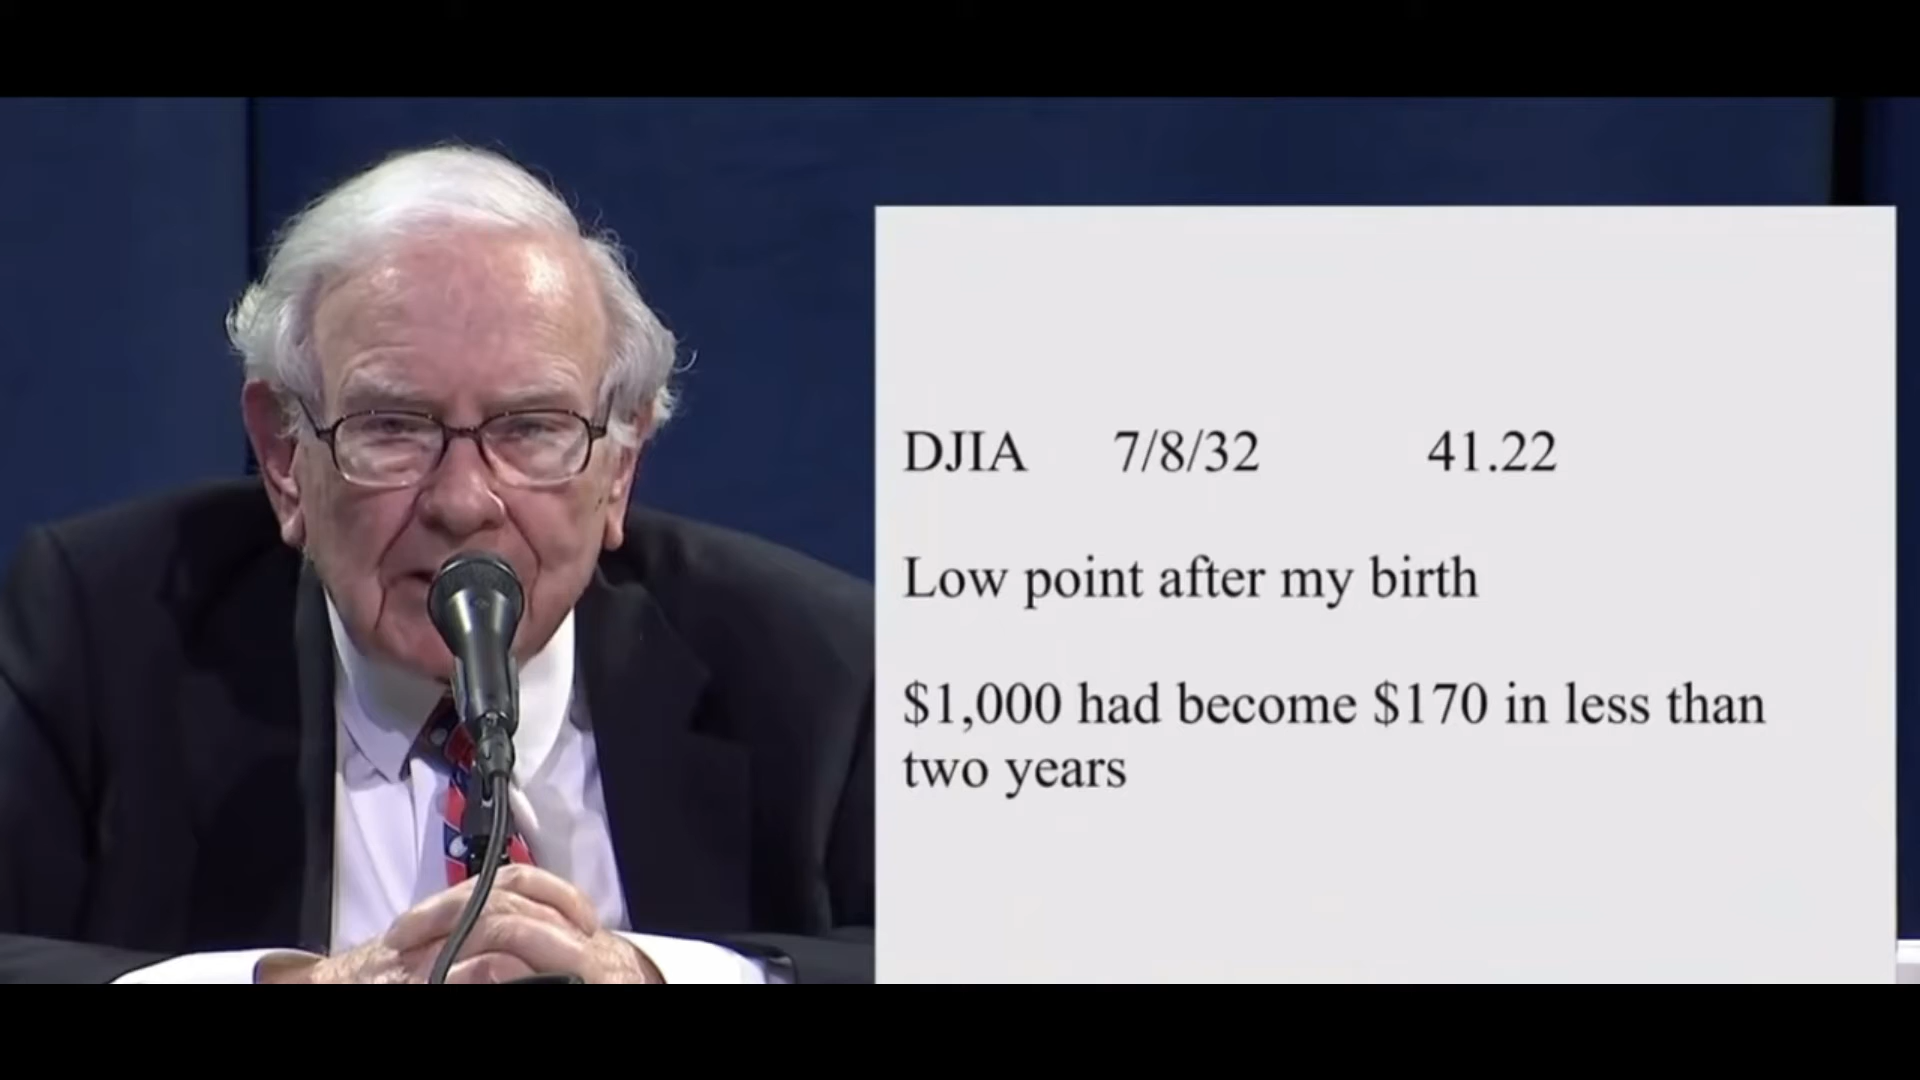 DJIA 7/8/32 41.22
Low point after my birth
$1,000 had become $170 in less than
two years